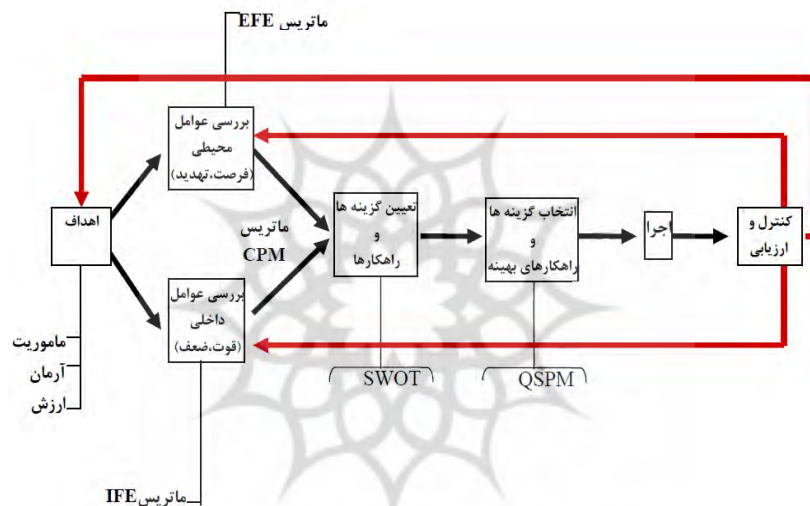 ماتریس EFE
بررسی عوامل
محیطی
(فرصت،تهدید)
اهداف
ماموریت
آرمان
ارزش
ماتریس
CPM
بررسی عوامل
داخلی
(قوت،ضعف)
ماتریس IFE
تعیین گزینه ها
و
راهکارها
SWOT
انتخاب گزینه ها
و
راهکارهای بهینه
QSPM
اجرا
کنترل و
ارزیابی